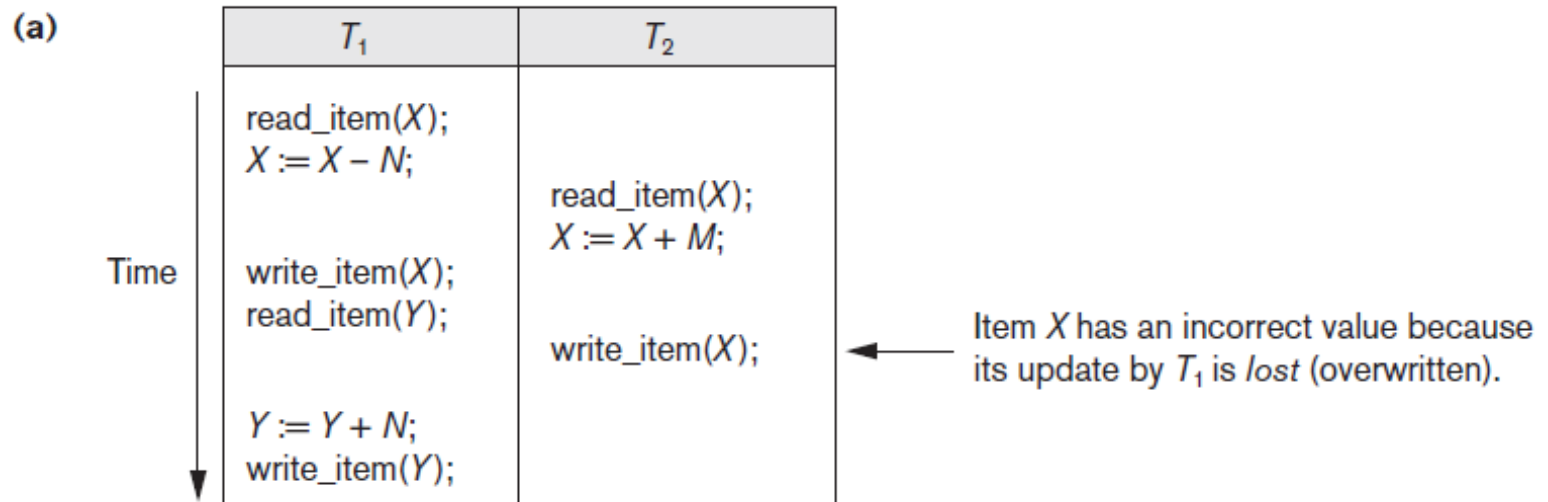 (a)
T1 T2
read_item(X);
X := X – N;
read_item(X);
X := X + M;
Time
write_item(X);
read_item(Y);
write_item(X);
Item X has an incorrect value because
its update by T1 is lost (overwritten).
Y := Y + N;
write_item(Y);